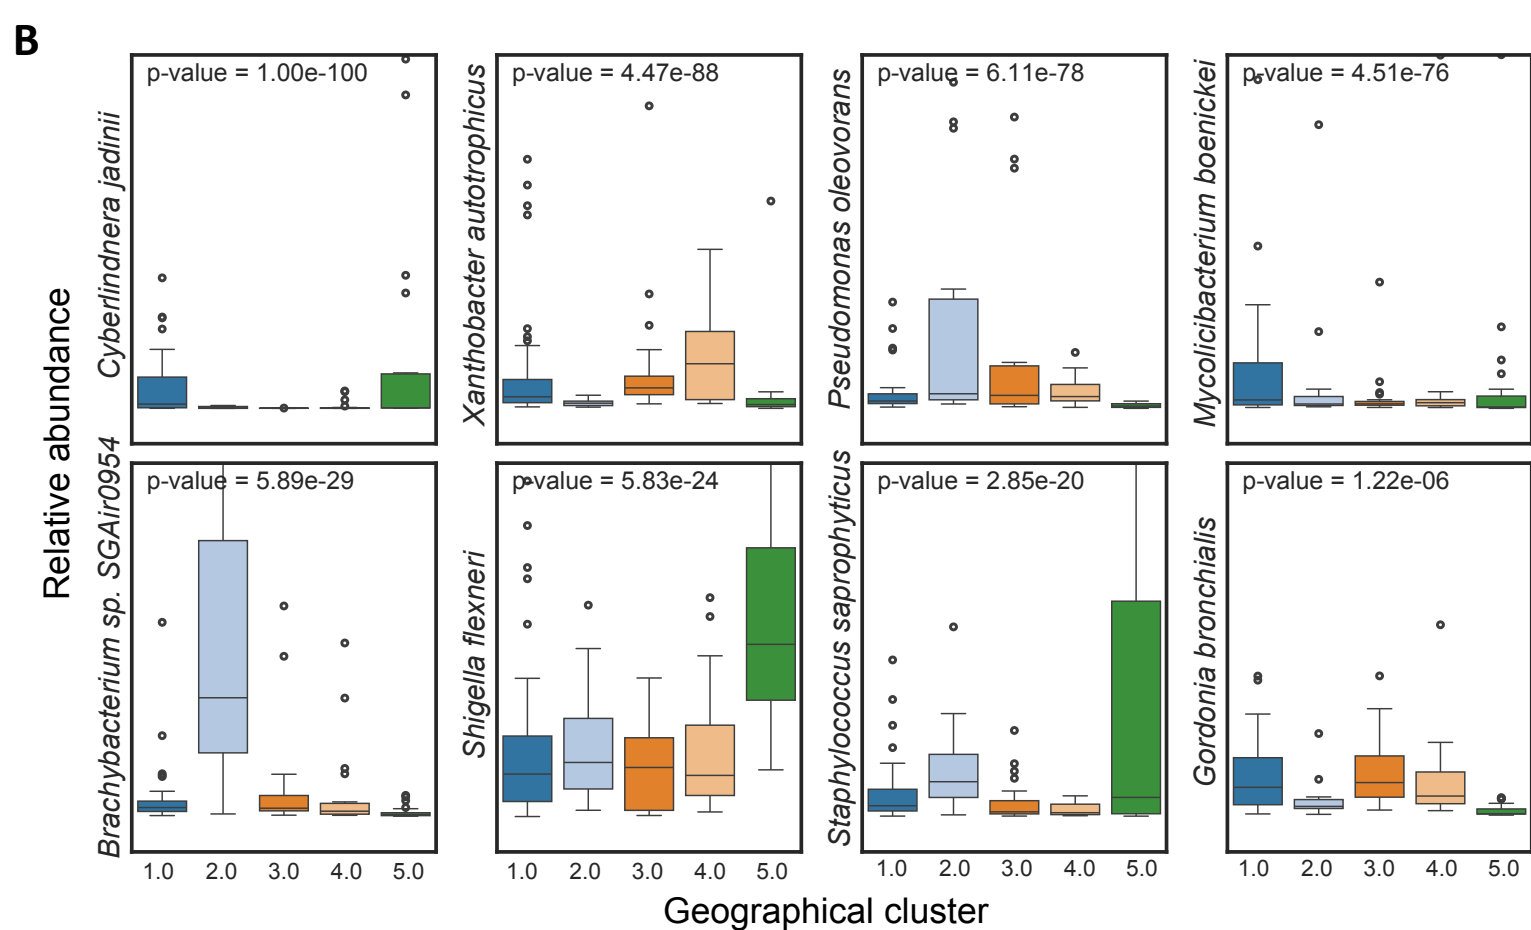 B
Relative abundance
Cyberlindnera jadinii
p-value = 1.00e-100
Xanthobacter autotrophicus
p-value = 4.47e-88
Pseudomonas oleovorans
p-value = 6.11e-78
Mycolicibacterium boenickei
p-value = 4.51e-76
Brachybacterium sp. SGAir0954
p-value = 5.89e-29
Shigella flexneri
p-value = 5.83e-24
Staphylococcus saprophyticus
p-value = 2.85e-20
Gordonia bronchialis
p-value = 1.22e-06
1.0 2.0 3.0 4.0 5.0
1.0 2.0 3.0 4.0 5.0
1.0 2.0 3.0 4.0 5.0
1.0 2.0 3.0 4.0 5.0
Geographical cluster